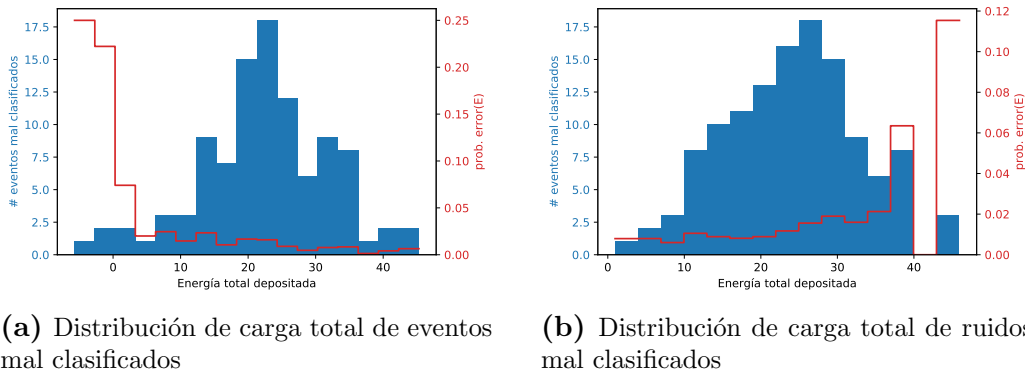 17.5
15.0
12.5
10.0
7.5
5.0
2.5
0.0
# eventos mal clasificados
0.25
0.20
0.15
0.10
0.05
0.00
prob. error(E)
0 10 20 30 40
Energía total depositada
17.5
15.0
12.5
10.0
7.5
5.0
2.5
0.0
# eventos mal clasificados
0.12
0.10
0.08
0.06
0.04
0.02
0.00
prob. error(E)
0 10 20 30 40
Energía total depositada
(a) Distribución de carga total de eventos
mal clasificados
(b) Distribución de carga total de ruidos
mal clasificados